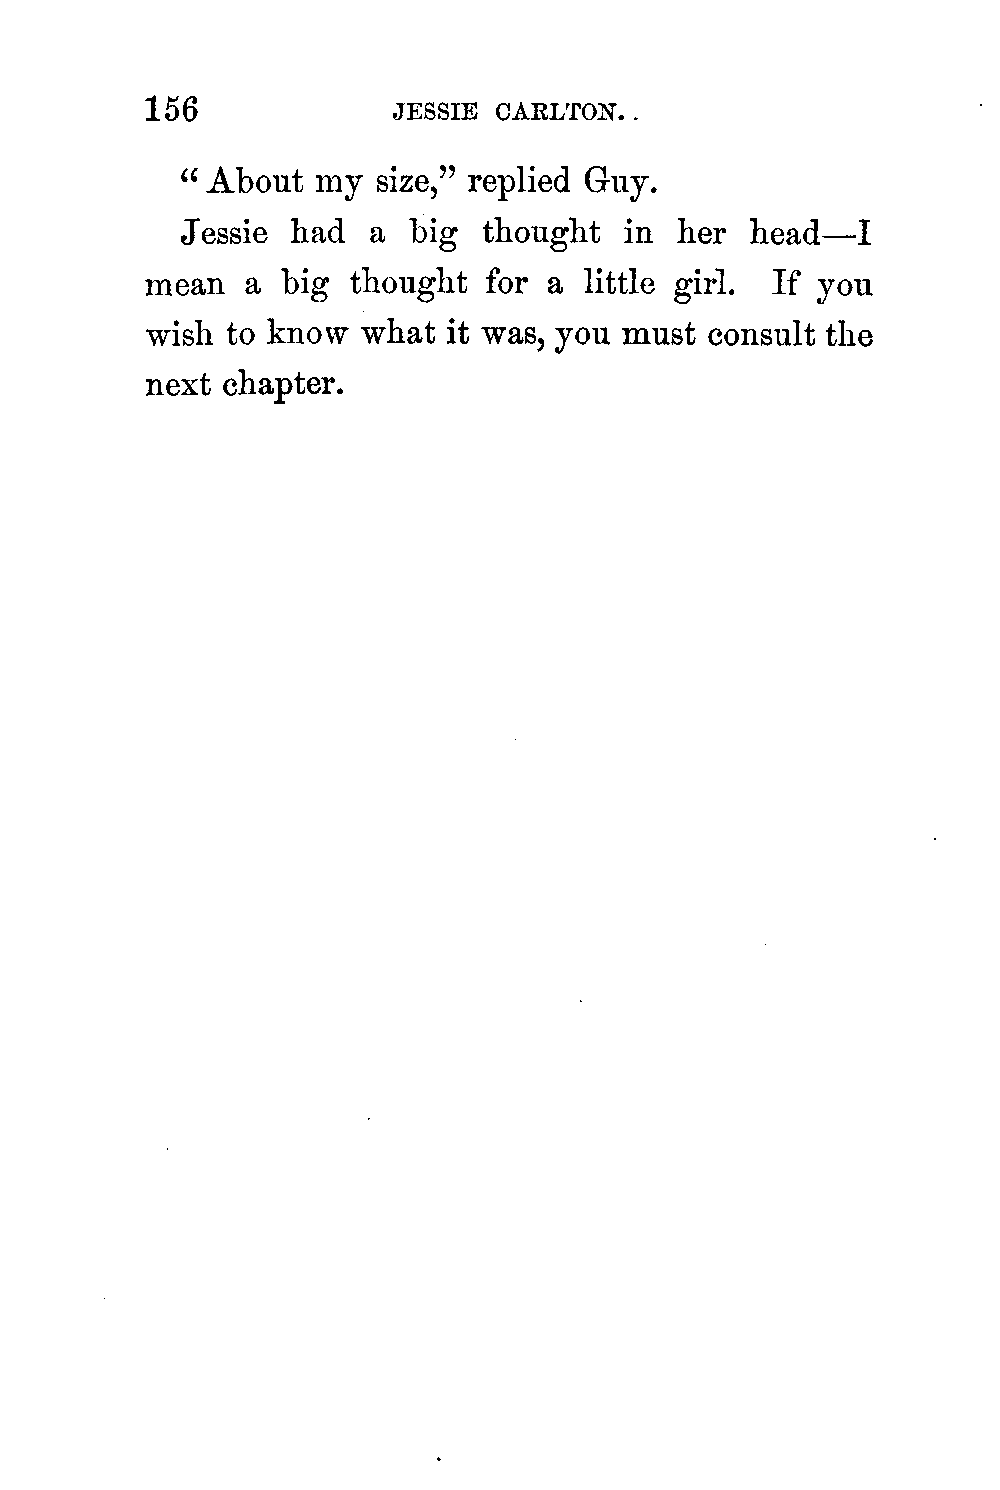 156 JESSIE CARLTON. .
“About my size,” replied Guy.
Jessie had a big thought in her head—I
mean a big thought for a little girl. If you
wish to know what it was, you must consult the
next chapter.